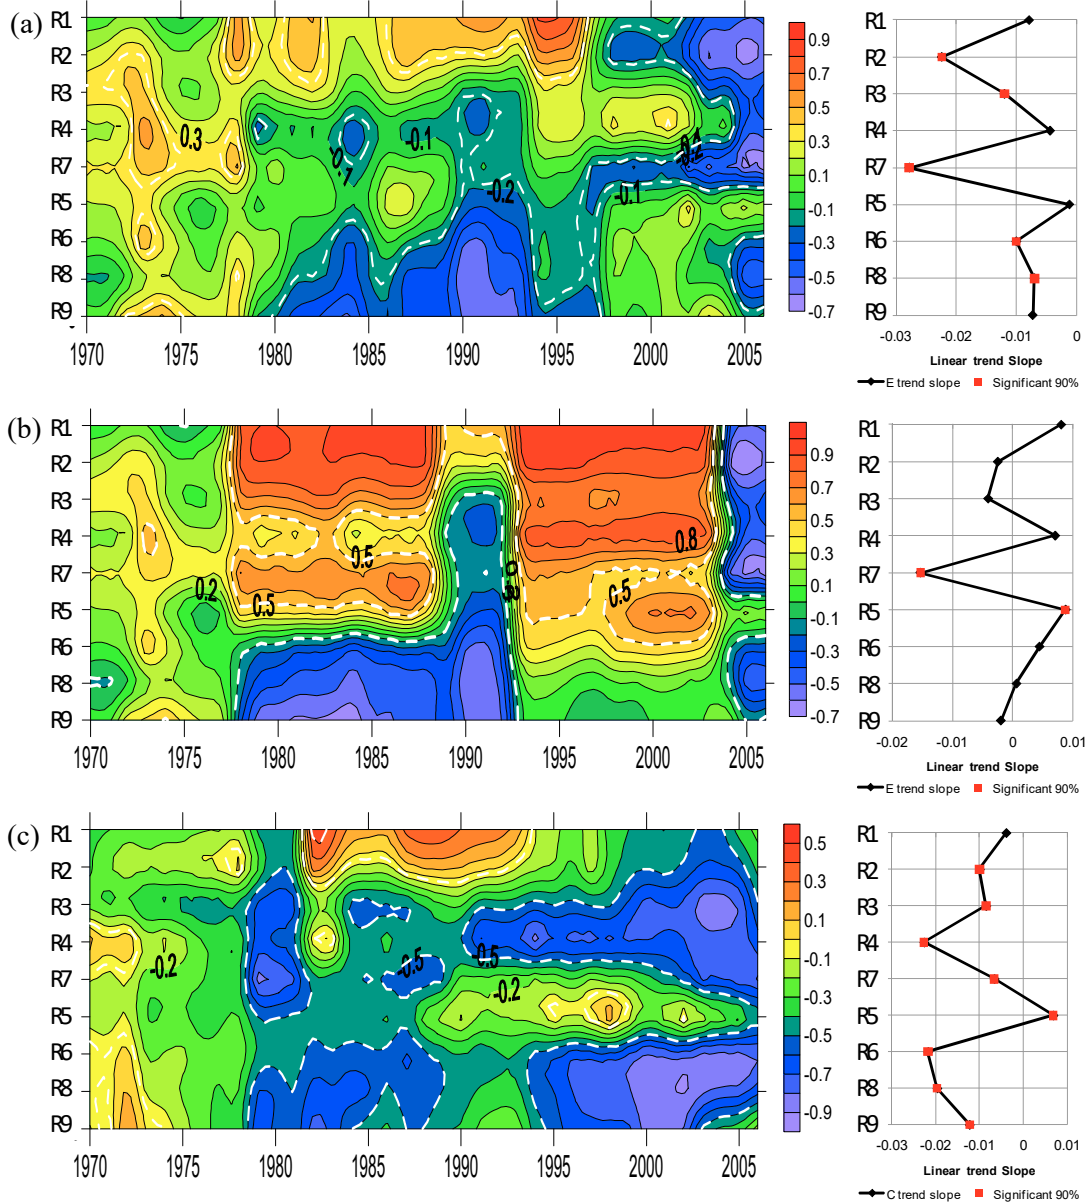 (a)
R1
R2
R3
R4
R7
R5
R6
R8
R9
0.3
-0.1
-0.1
-0.2
-0.1
1970 1975 1980 1985 1990 1995 2000 2005
0.9
0.7
0.5
0.3
0.1
-0.1
-0.3
-0.5
-0.7
R1
R2
R3
R4
R7
R5
R6
R8
R9
-0.03 -0.02 -0.01 0
Linear trend Slope
E trend slope Significant 90%
(b)
R1
R2
R3
R4
R7
R5
R6
R8
R9
0.8
0.5
0.2
0.5
0.5
1970 1975 1980 1985 1990 1995 2000 2005
0.9
0.7
0.5
0.3
0.1
-0.1
-0.3
-0.5
-0.7
R1
R2
R3
R4
R7
R5
R6
R8
R9
-0.02 -0.01 0 0.01
Linear trend Slope
E trend slope Significant 90%
(c)
R1
R2
R3
R4
R7
R5
R6
R8
R9
-0.2
-0.5
-0.5
-0.2
1970 1975 1980 1985 1990 1995 2000 2005
0.5
0.3
0.1
-0.1
-0.3
-0.5
-0.7
-0.9
R1
R2
R3
R4
R7
R5
R6
R8
R9
-0.03 -0.02 -0.01 0 0.01
Linear trend Slope
C trend slope Significant 90%